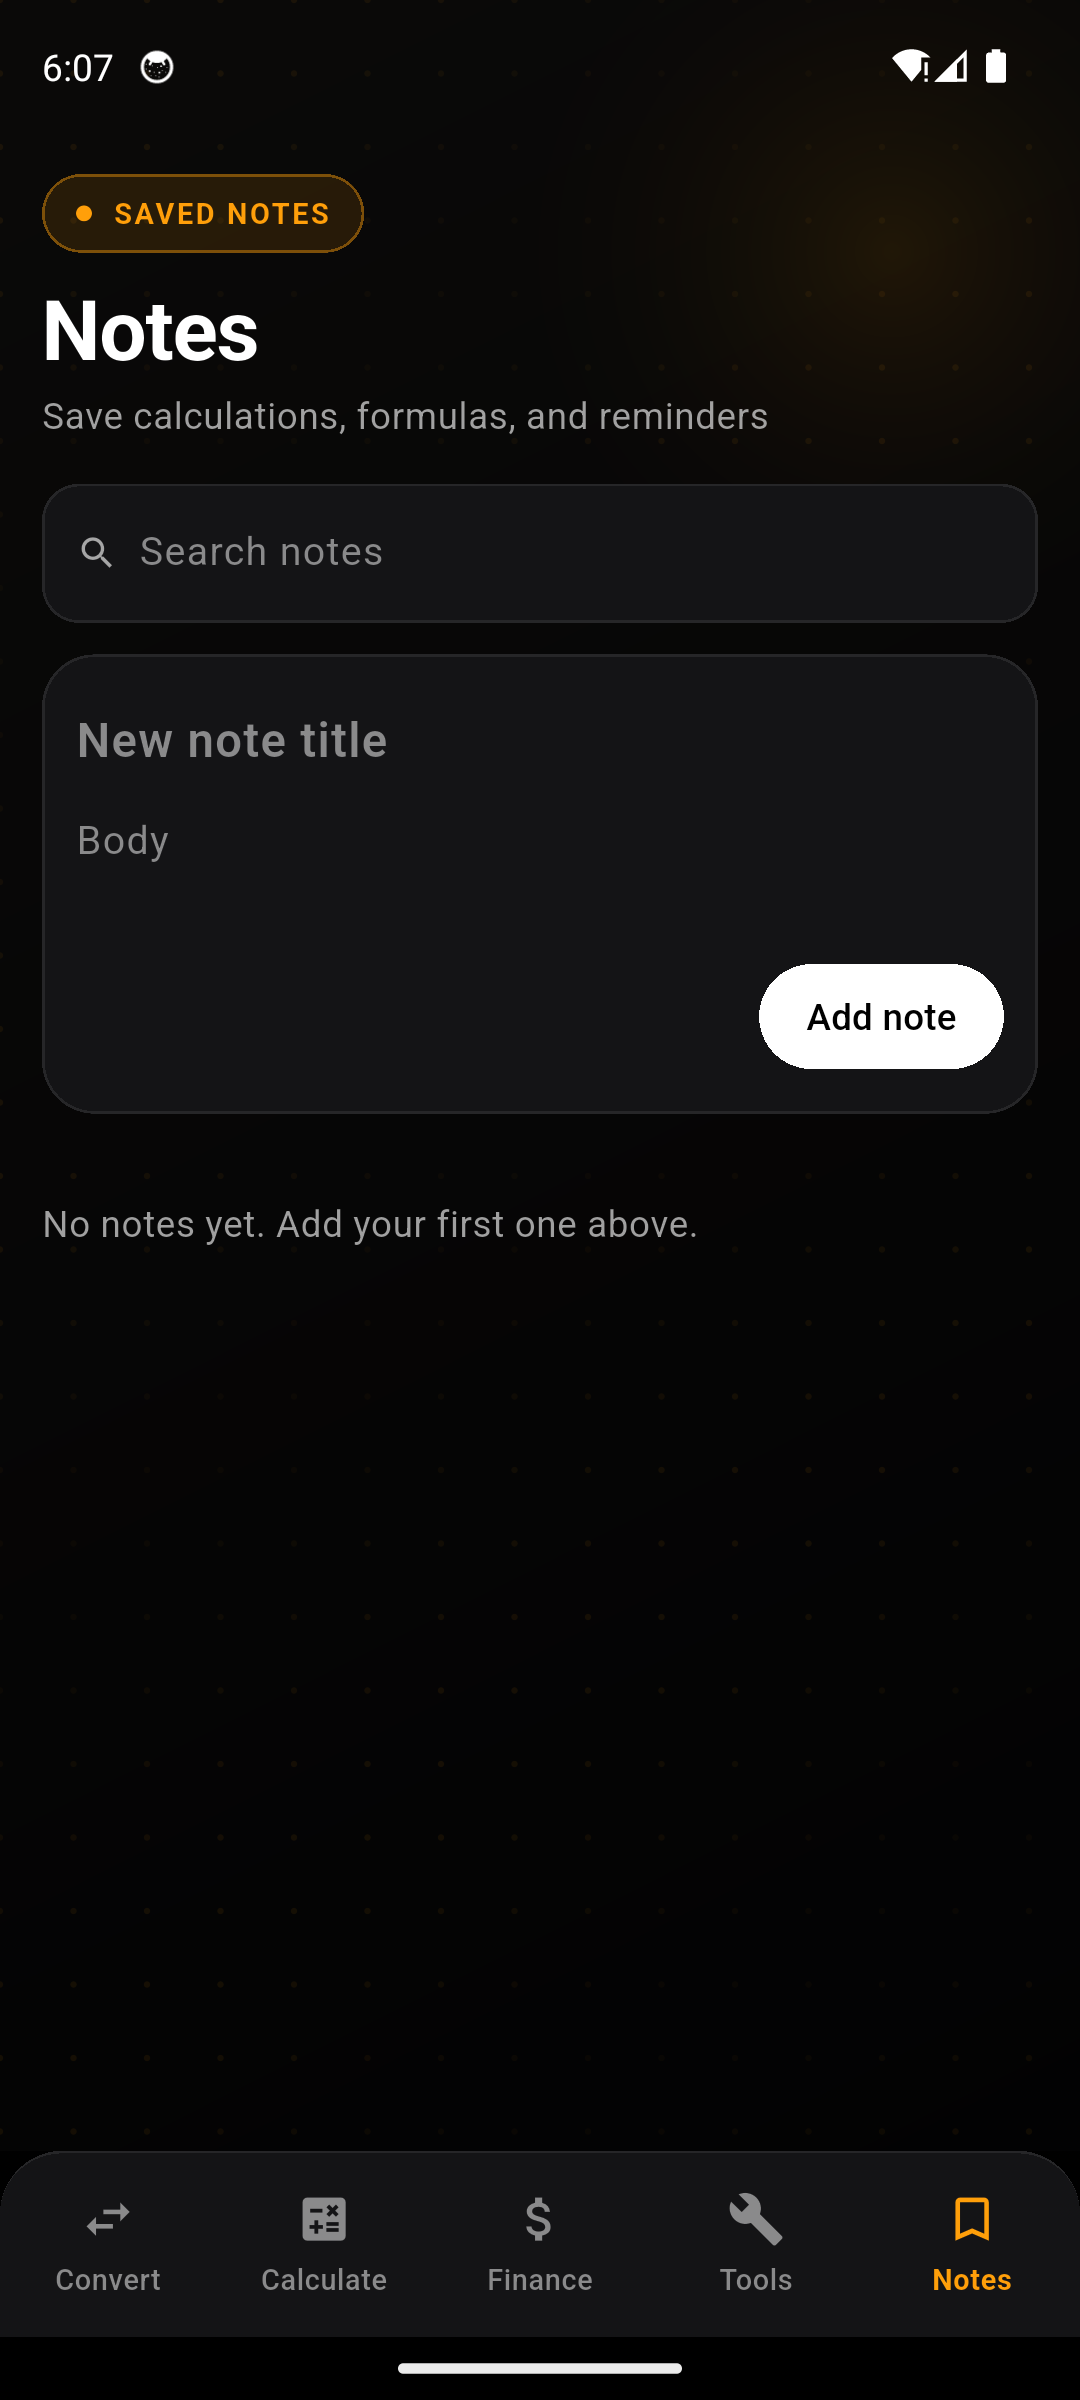 6:07
SAVED NOTES
Notes
Save calculations, formulas, and reminders
Search notes
New note title
Body
Add note
No notes yet. Add your first one above.
Convert
Calculate
Finance
Tools
Notes